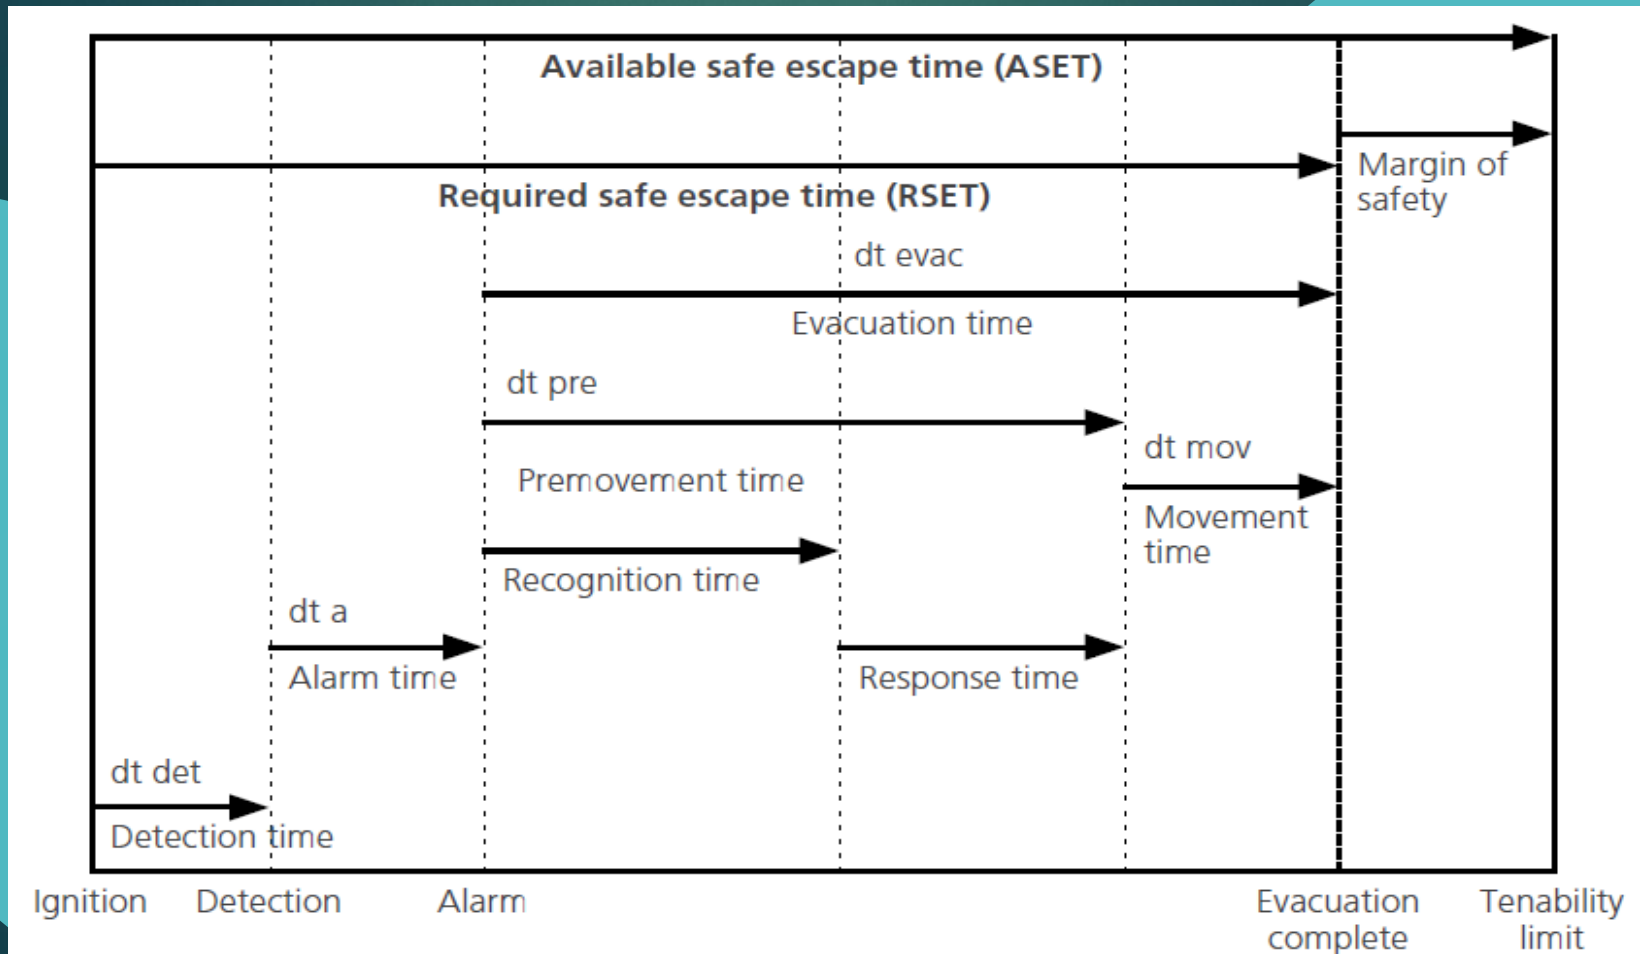 Available safe escape time (ASET)
Margin of
safety
Required safe escape time (RSET)
dt evac
Evacuation time
dt pre
Premovement time
dt mov
Movement
time
Recognition time
dt a
Alarm time
Response time
dt det
Detection time
Ignition
Detection
Alarm
Evacuation
complete
Tenability
limit